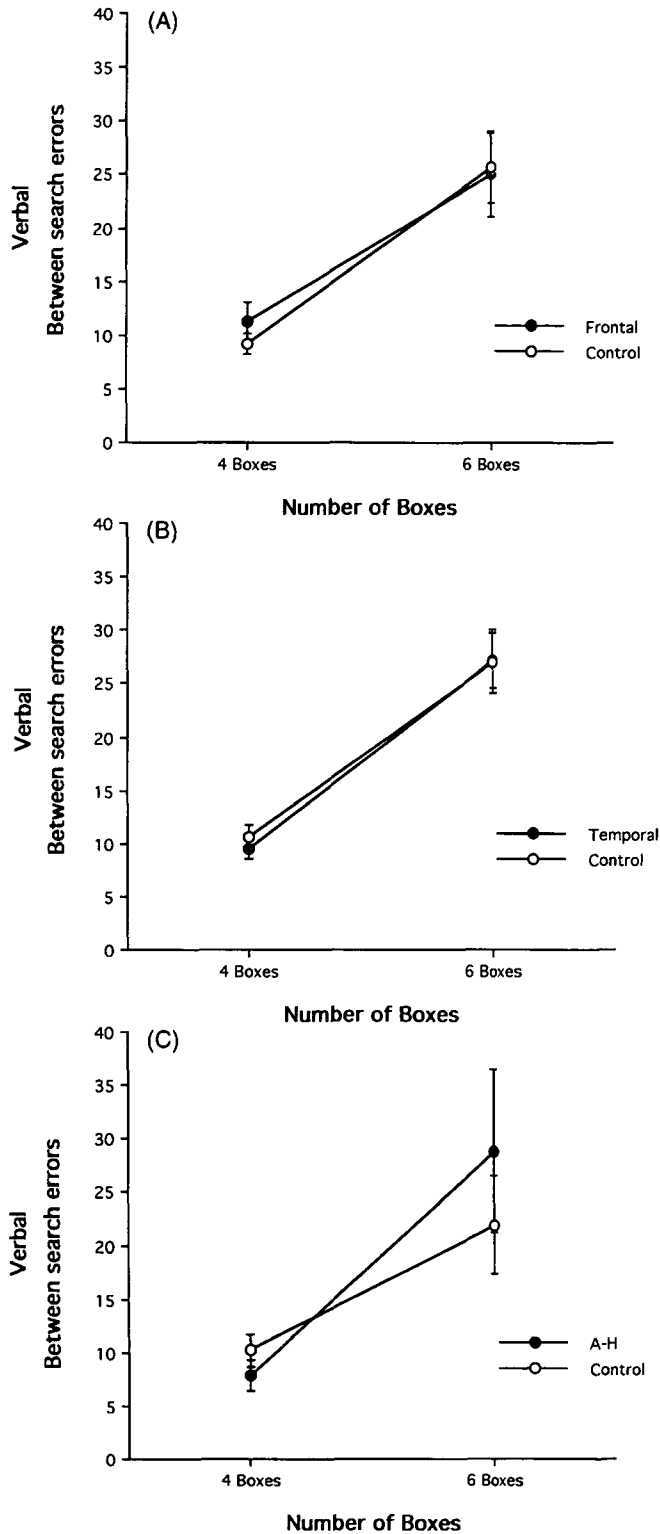 (A)
40
35
30
25
20
15
10
5
0
Verbal
Between search errors
Frontal
Control
4 Boxes 6 Boxes
Number of Boxes
(B)
40
35
30
25
20
15
10
5
0
Verbal
Between search errors
Temporal
Control
4 Boxes 6 Boxes
Number of Boxes
(C)
40
35
30
25
20
15
10
5
0
Verbal
Between search errors
A-H
Control
4 Boxes 6 Boxes
Number of Boxes